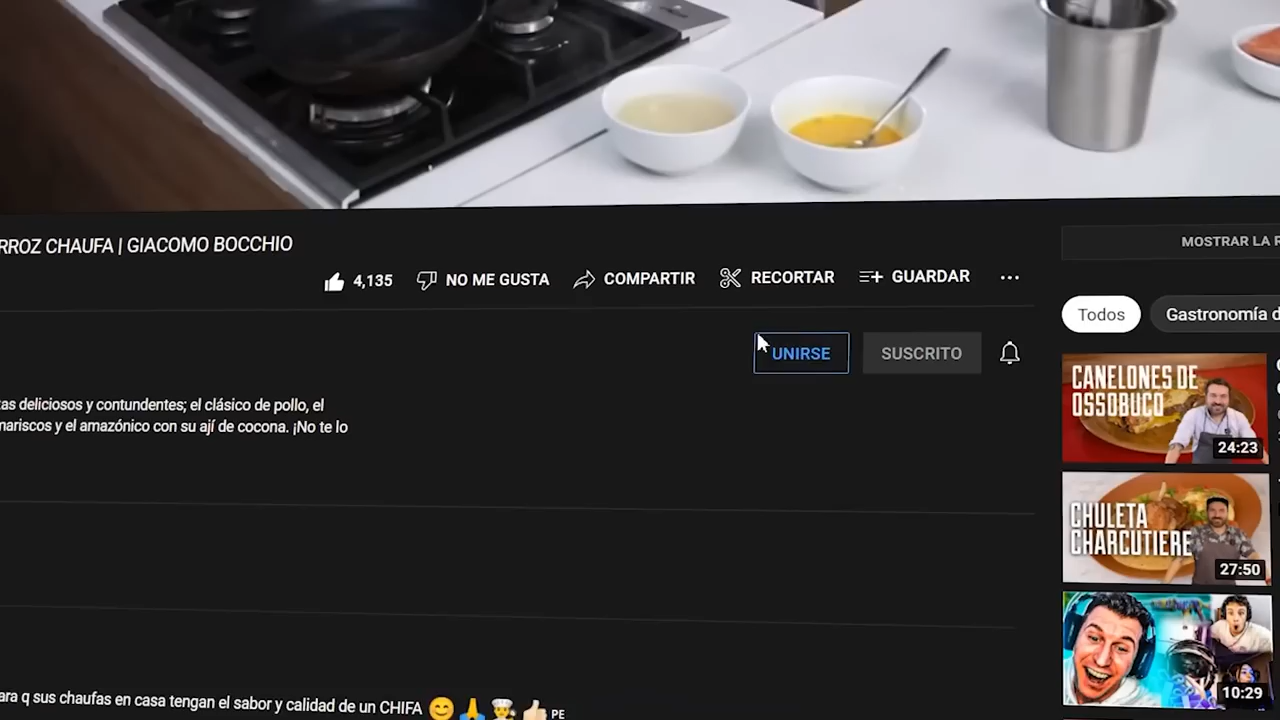 RROZ CHAUFA | GIACOMO BOCCHIO
4,135 NO ME GUSTA COMPARTIR RECORTAR GUARDAR
UNIRSE SUSCRITO
tas deliciosos y contundentes; el clásico de pollo, el
mariscos y el amazónico con su ají de cocona. ¡No te lo
ara q sus chaufas en casa tengan el sabor y calidad de un CHIFA 😊🙏👨‍🍳👍🏻 PE
MOSTRAR LA R
Todos Gastronomía d
CANELONES DE
OSSOBUCO
24:23
CHULETA
CHARCUTIERE
27:50
10:29